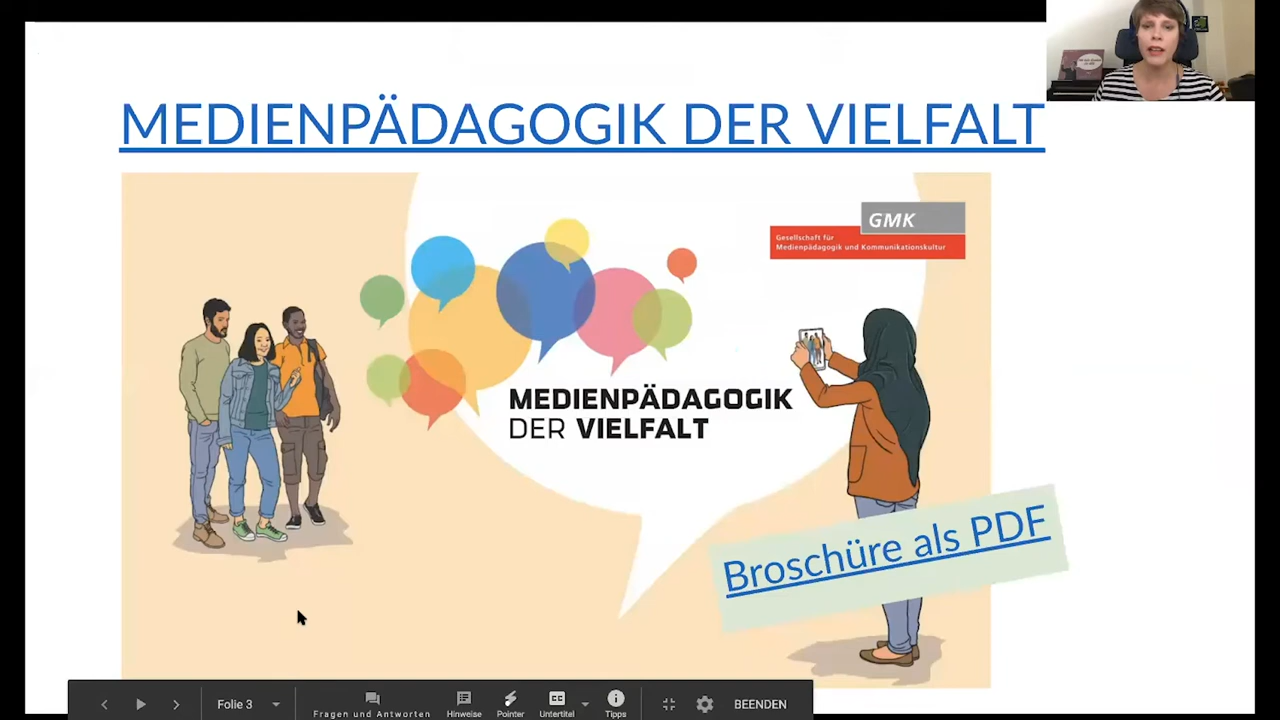 MEDIENPÄDAGOGIK DER VIELFALT
GMK
Gesellschaft für
Medienpädagogik und Kommunikationskultur
MEDIENPÄDAGOGIK
DER VIELFALT
Broschüre als PDF
Folie 3
Fragen und Antworten
Hinweise
Pointer
Untertitel
Tipps
BEENDEN